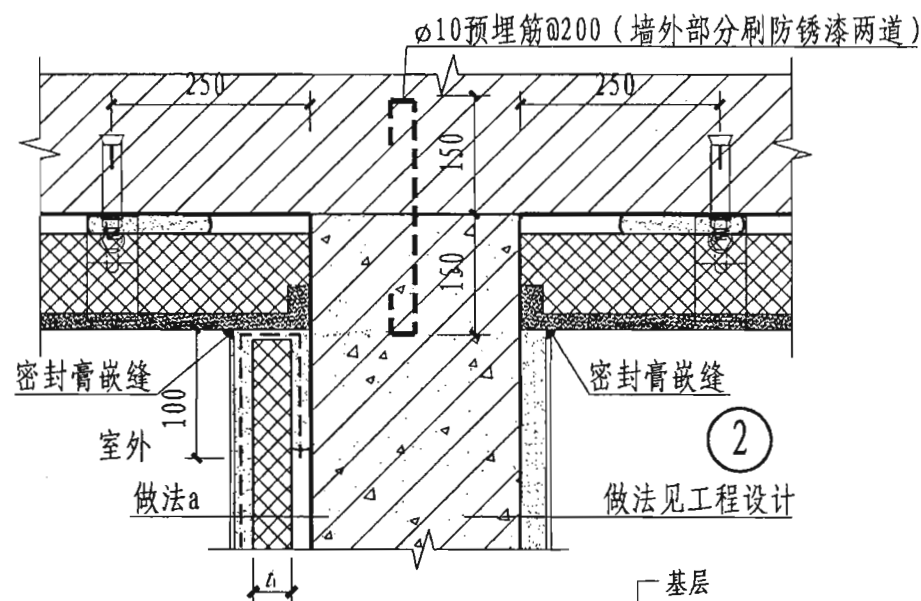 ø10预埋筋@200（墙外部分刷防锈漆两道）
250
250
150
150
密封膏嵌缝
密封膏嵌缝
100
室外
2
做法a
做法见工程设计
基层